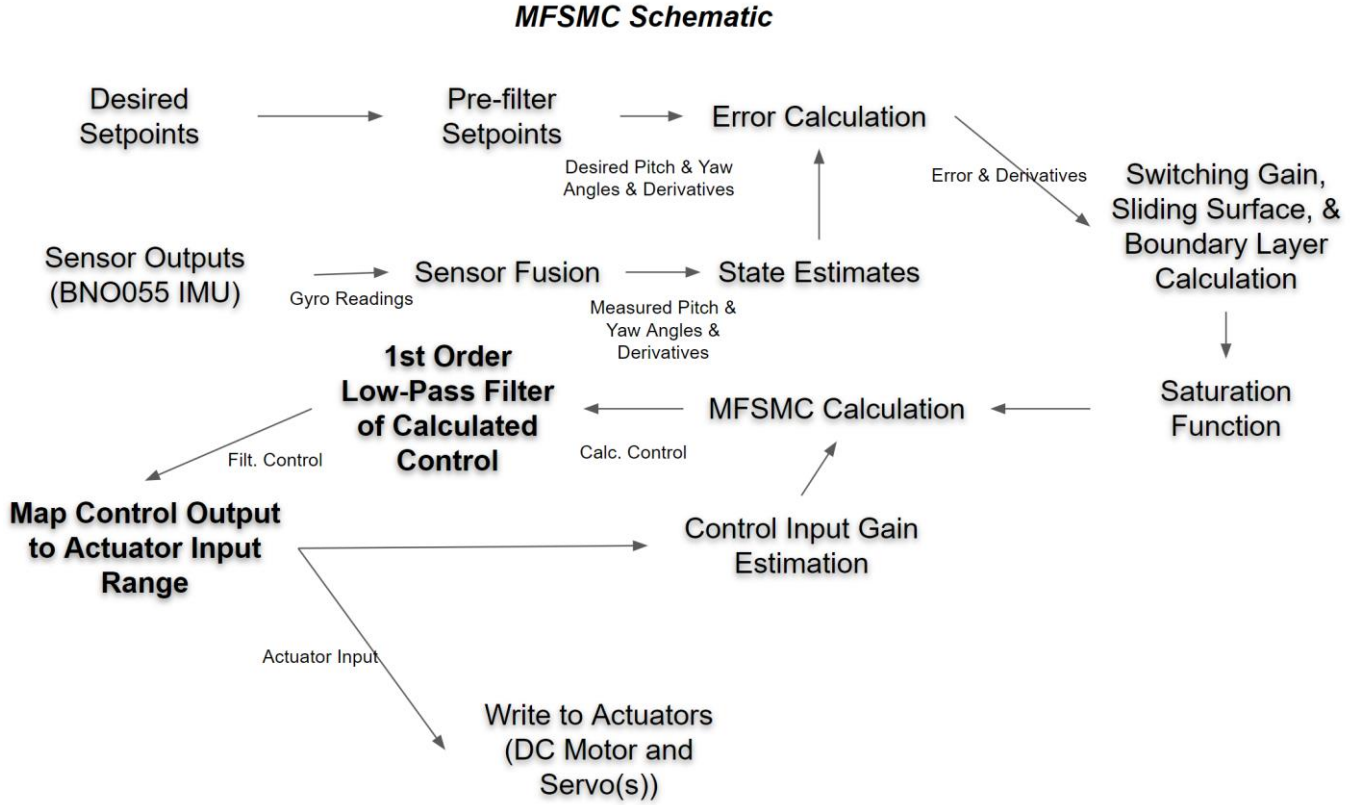 MFSMC Schematic
Desired
Setpoints
Pre-filter
Setpoints
Error Calculation
Desired Pitch & Yaw
Angles & Derivatives
Error & Derivatives
Switching Gain,
Sliding Surface, &
Boundary Layer
Calculation
Sensor Outputs
(BNO055 IMU)
Gyro Readings
Sensor Fusion
Measured Pitch &
Yaw Angles &
Derivatives
State Estimates
1st Order
Low-Pass Filter
of Calculated
Control
Calc. Control
MFSMC Calculation
Saturation
Function
Filt. Control
Map Control Output
to Actuator Input
Range
Control Input Gain
Estimation
Actuator Input
Write to Actuators
(DC Motor and
Servo(s))